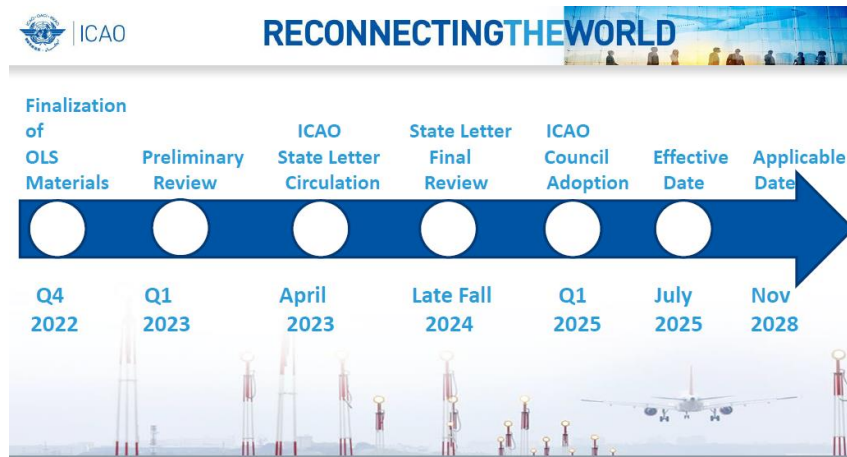 ICAO
RECONNECTINGTHEWORLD
Finalization
of
OLS
Materials
Preliminary
Review
ICAO
State Letter
Circulation
State Letter
Final
Review
ICAO
Council
Adoption
Effective
Date
Applicable
Date
Q4
2022
Q1
2023
April
2023
Late Fall
2024
Q1
2025
July
2025
Nov
2028